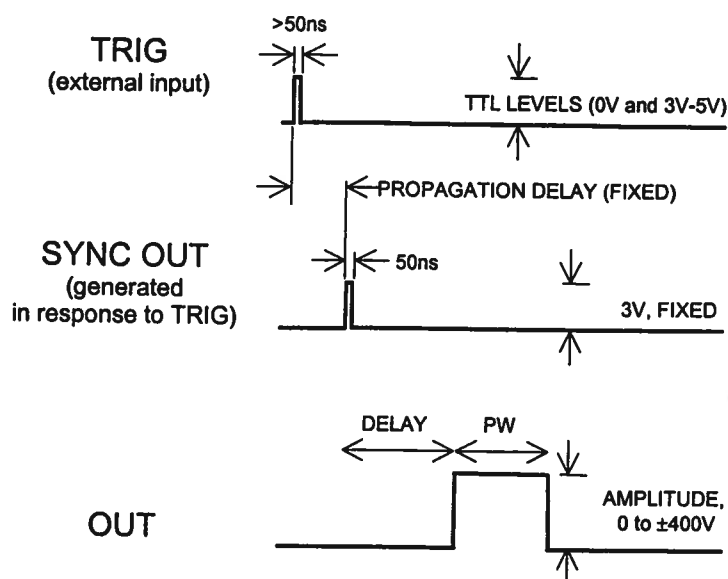 >50ns
TRIG
(external input)
TTL LEVELS (0V and 3V-5V)
PROPAGATION DELAY (FIXED)
SYNC OUT
(generated
in response to TRIG)
50ns
3V, FIXED
DELAY
PW
OUT
AMPLITUDE,
0 to ±400V